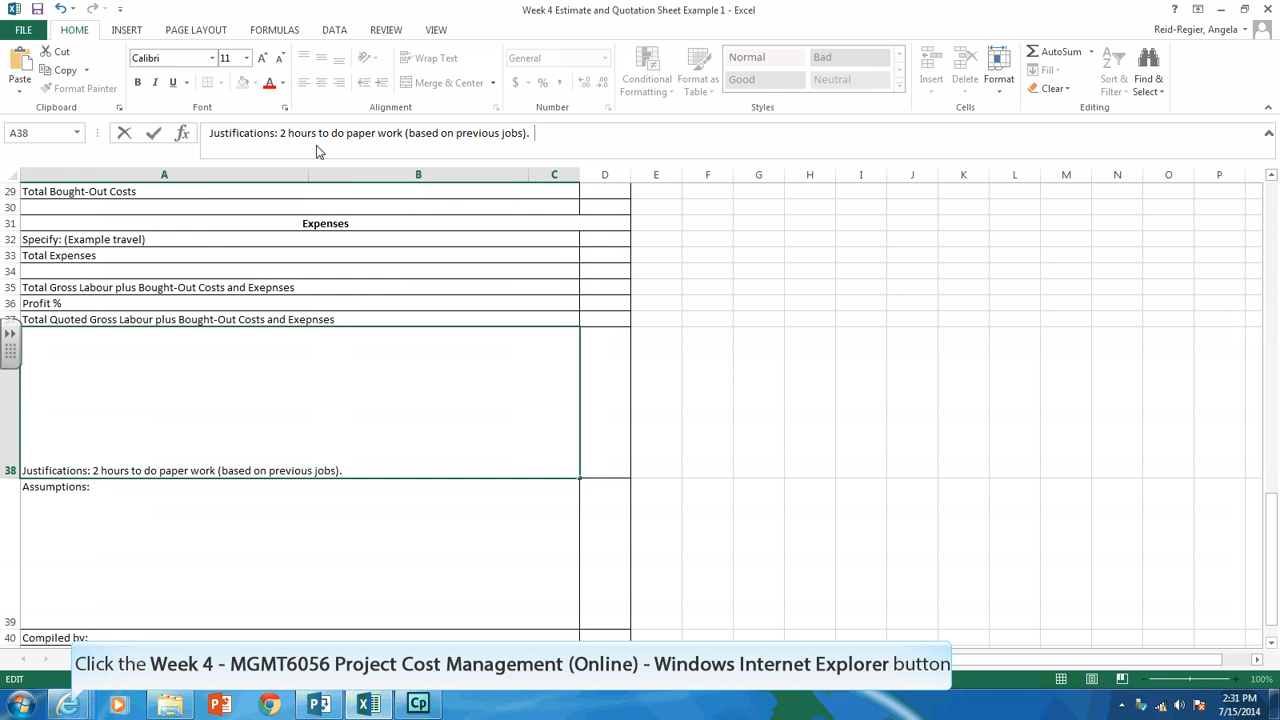 Week 4 Estimate and Quotation Sheet Example 1 - Excel
FILE HOME INSERT PAGE LAYOUT FORMULAS DATA REVIEW VIEW Reid-Regier, Angela
Paste Cut Copy Format Painter Clipboard
Calibri 11 B I U A Font
Wrap Text Merge & Center Alignment
General $ % , Number
Conditional Formatting Format as Table Normal Bad Good Neutral Styles
Insert Delete Format Cells
AutoSum Fill Clear Sort & Filter Find & Select Editing
A38 fx Justifications: 2 hours to do paper work (based on previous jobs).
A B C D E F G H I J K L M N O P
29 Total Bought-Out Costs
30
31 Expenses
32 Specify: (Example travel)
33 Total Expenses
34
35 Total Gross Labour plus Bought-Out Costs and Exepnses
36 Profit %
37 Total Quoted Gross Labour plus Bought-Out Costs and Exepnses
38 Justifications: 2 hours to do paper work (based on previous jobs).
Assumptions:
39
40 Compiled by:
Click the Week 4 - MGMT6056 Project Cost Management (Online) - Windows Internet Explorer button
EDIT 100%
2:31 PM
7/15/2014